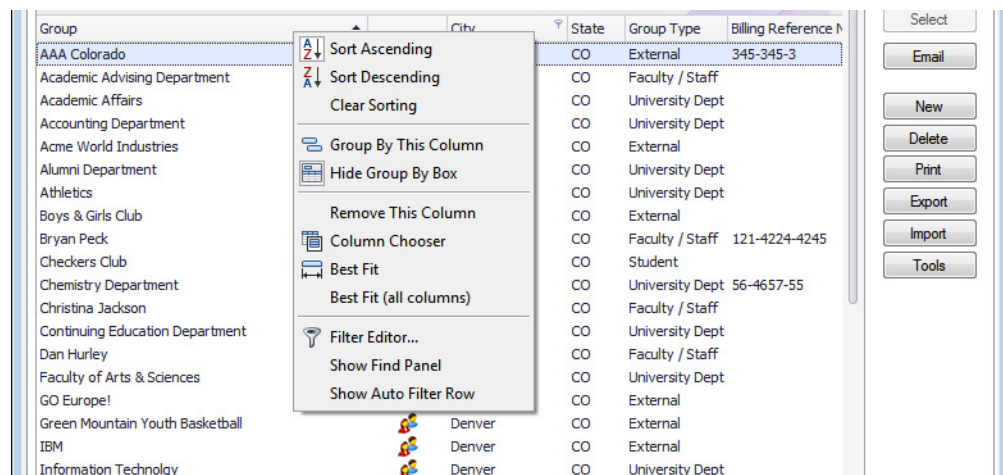 Group City State Group Type Billing Reference N
AAA Colorado CO External 345-345-3
Academic Advising Department CO Faculty / Staff
Academic Affairs CO University Dept
Accounting Department CO University Dept
Acme World Industries CO External
Alumni Department CO University Dept
Athletics CO University Dept
Boys & Girls Club CO External
Bryan Peck CO Faculty / Staff 121-4224-4245
Checkers Club CO Student
Chemistry Department CO University Dept 56-4657-55
Christina Jackson CO Faculty / Staff
Continuing Education Department CO University Dept
Dan Hurley CO Faculty / Staff
Faculty of Arts & Sciences CO University Dept
GO Europe! CO External
Green Mountain Youth Basketball Denver CO External
IBM Denver CO External
Information Technolgy Denver CO University Dept
Sort Ascending
Sort Descending
Clear Sorting
Group By This Column
Hide Group By Box
Remove This Column
Column Chooser
Best Fit
Best Fit (all columns)
Filter Editor...
Show Find Panel
Show Auto Filter Row
Select
Email
New
Delete
Print
Export
Import
Tools